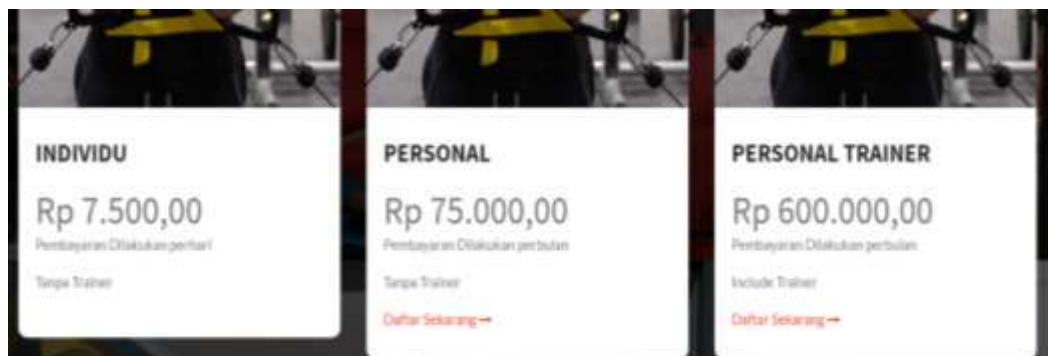 INDIVIDU
Rp 7.500,00
Pembayaran Dilakukan perhari
Tanpa Trainer
PERSONAL
Rp 75.000,00
Pembayaran Dilakukan perbulan
Tanpa Trainer
Daftar Sekarang→
PERSONAL TRAINER
Rp 600.000,00
Pembayaran Dilakukan perbulan
Include Trainer
Daftar Sekarang→